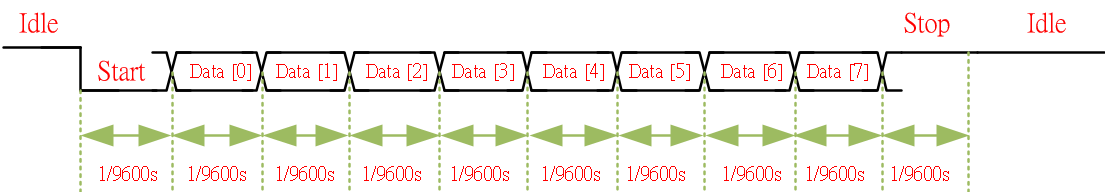 Idle Stop Idle
Start Data [0] Data [1] Data [2] Data [3] Data [4] Data [5] Data [6] Data [7]
1/9600s 1/9600s 1/9600s 1/9600s 1/9600s 1/9600s 1/9600s 1/9600s 1/9600s 1/9600s